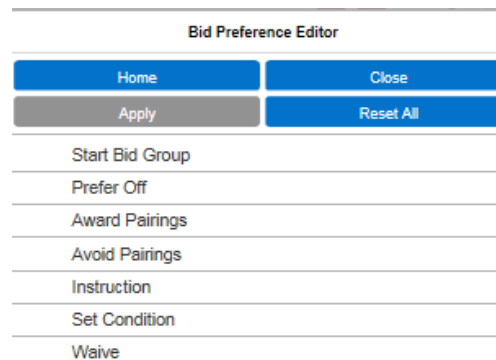 Bid Preference Editor
Home Close
Apply Reset All
Start Bid Group
Prefer Off
Award Pairings
Avoid Pairings
Instruction
Set Condition
Waive